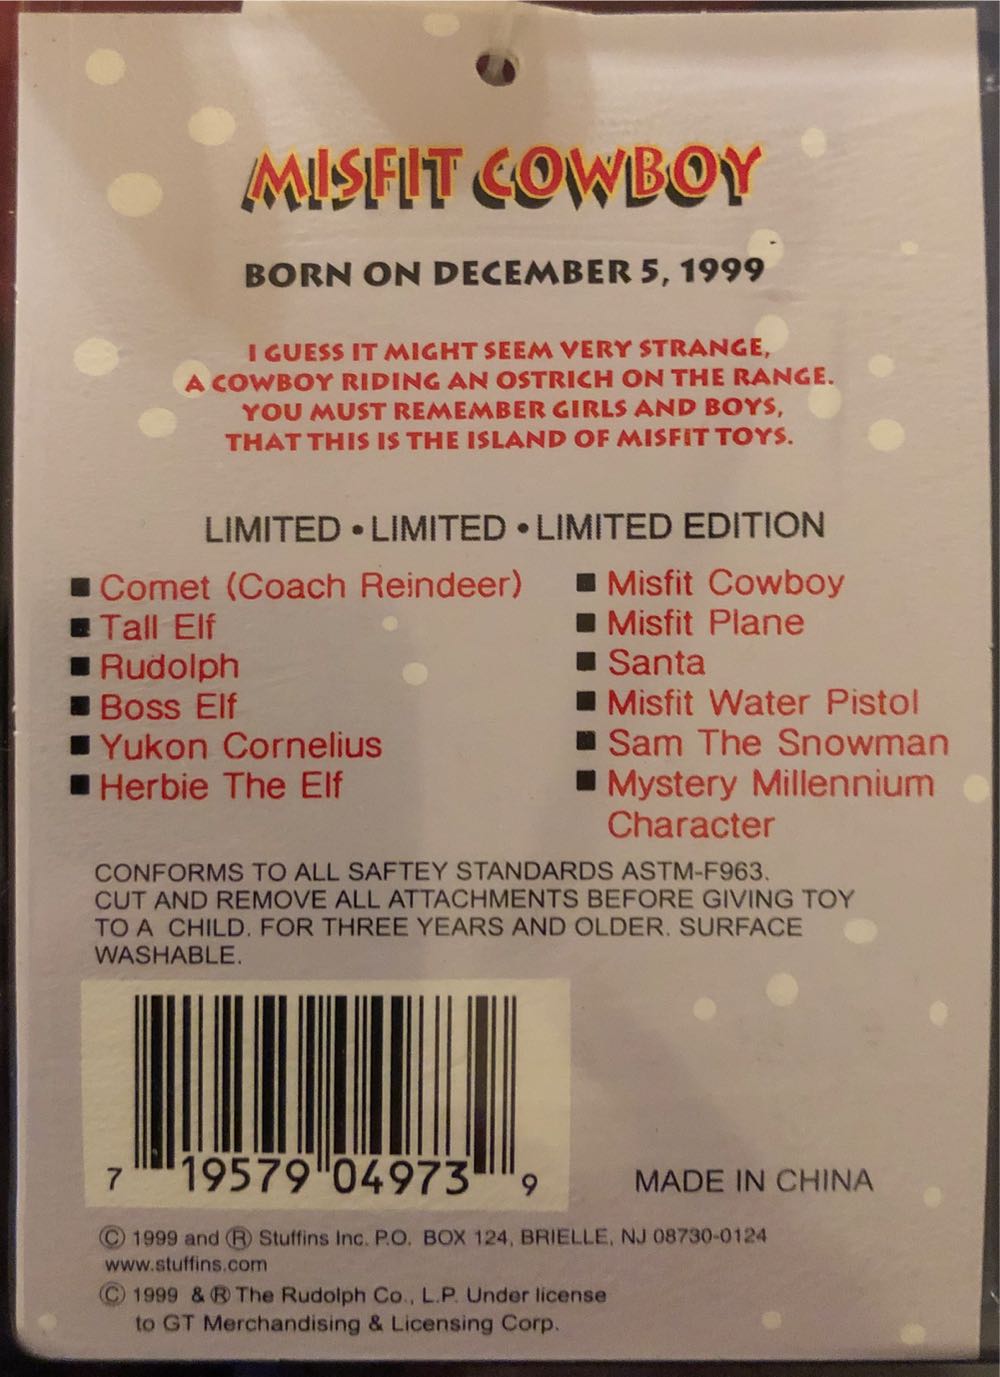 MISFIT COWBOY
BORN ON DECEMBER 5, 1999
I GUESS IT MIGHT SEEM VERY STRANGE,
A COWBOY RIDING AN OSTRICH ON THE RANGE.
YOU MUST REMEMBER GIRLS AND BOYS,
THAT THIS IS THE ISLAND OF MISFIT TOYS.
LIMITED • LIMITED • LIMITED EDITION
■ Comet (Coach Reindeer)
■ Tall Elf
■ Rudolph
■ Boss Elf
■ Yukon Cornelius
■ Herbie The Elf
■ Misfit Cowboy
■ Misfit Plane
■ Santa
■ Misfit Water Pistol
■ Sam The Snowman
■ Mystery Millennium
Character
CONFORMS TO ALL SAFTEY STANDARDS ASTM-F963.
CUT AND REMOVE ALL ATTACHMENTS BEFORE GIVING TOY
TO A CHILD. FOR THREE YEARS AND OLDER. SURFACE
WASHABLE.
7 19579 04973 9
MADE IN CHINA
© 1999 and ® Stuffins Inc. P.O. BOX 124, BRIELLE, NJ 08730-0124
www.stuffins.com
© 1999 & ® The Rudolph Co., L.P. Under license
to GT Merchandising & Licensing Corp.